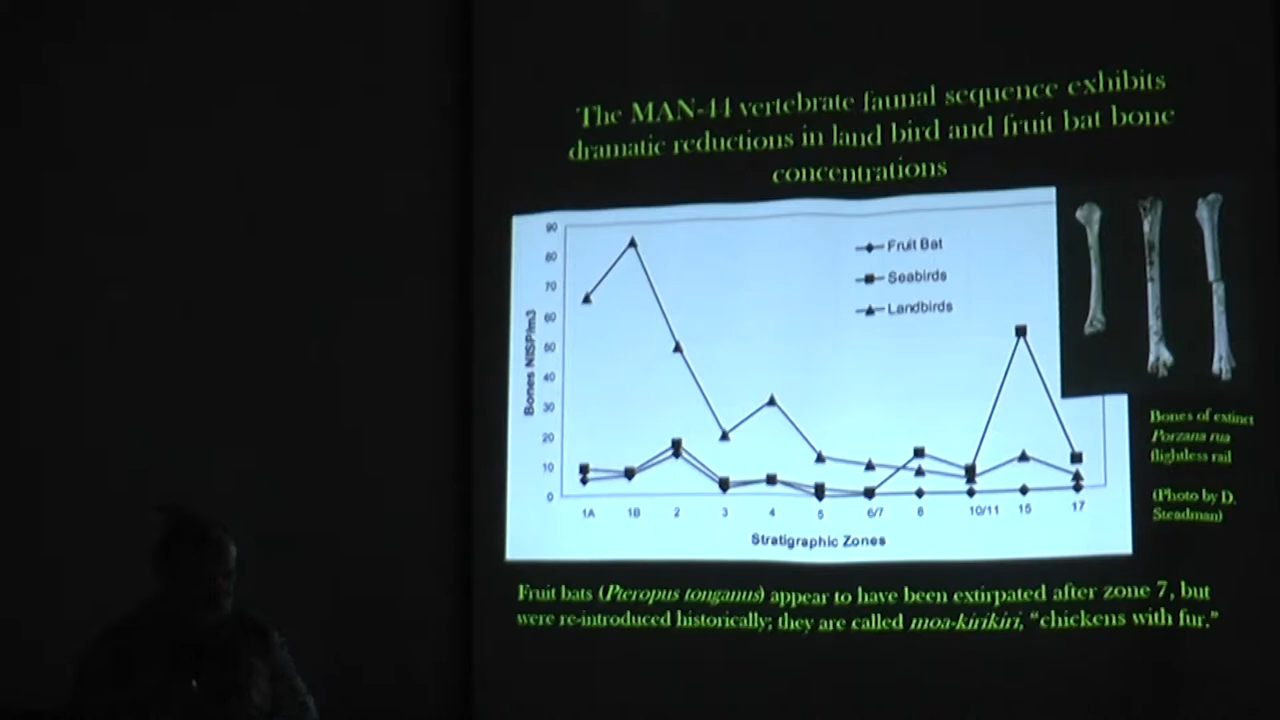 The MAN-44 vertebrate faunal sequence exhibits
dramatic reductions in land bird and fruit bat bone
concentrations
90
80
70
60
50
40
30
20
10
0
Bones NISP/m3
Fruit Bat
Seabirds
Landbirds
1A 1B 2 3 4 5 6/7 8 10/11 15 17
Stratigraphic Zones
Bones of extinct
Porzana rua
flightless rail
(Photo by D.
Steadman)
Fruit bats (Pteropus tonganus) appear to have been extirpated after zone 7, but
were re-introduced historically; they are called moa-kirikiri, “chickens with fur.”